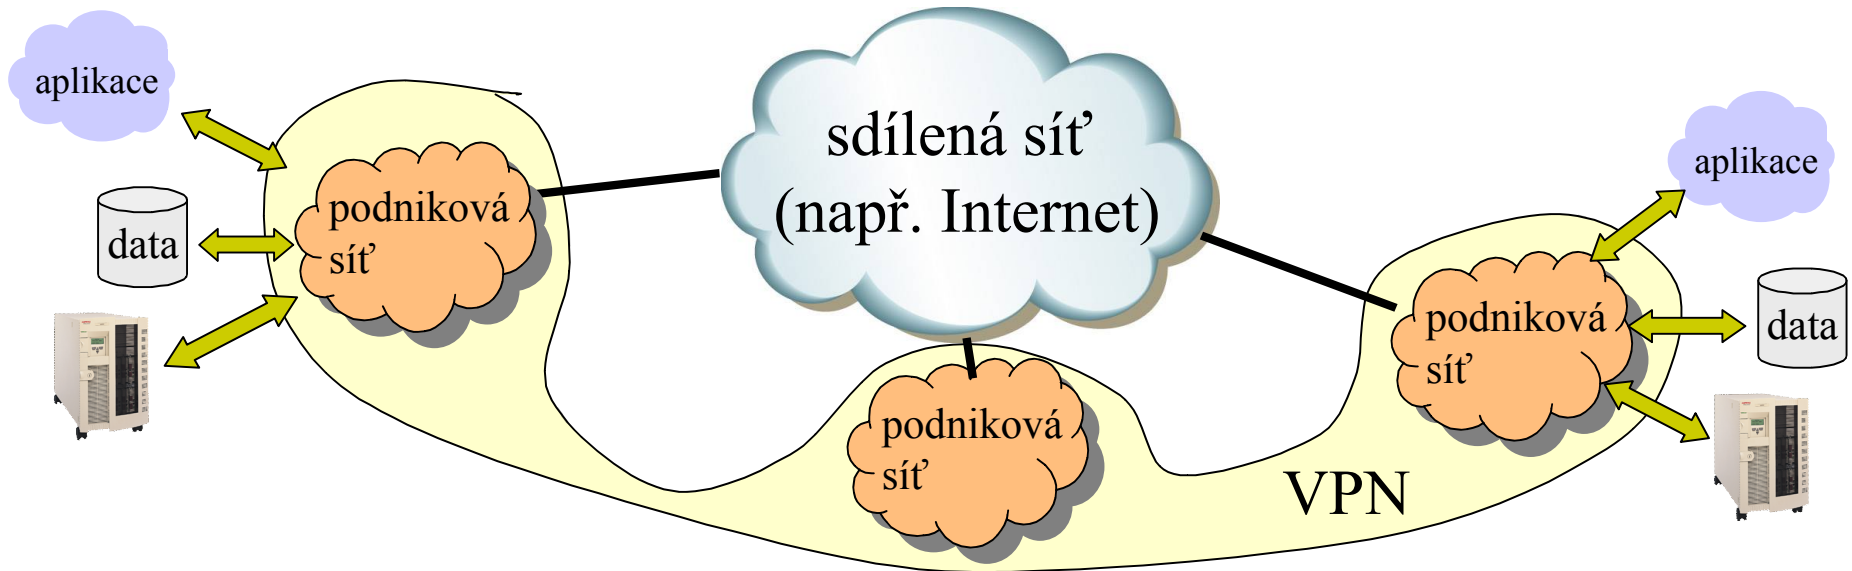 aplikace
sdílená síť
(např. Internet)
aplikace
podniková
síť
data
podniková
síť
data
podniková
síť
VPN